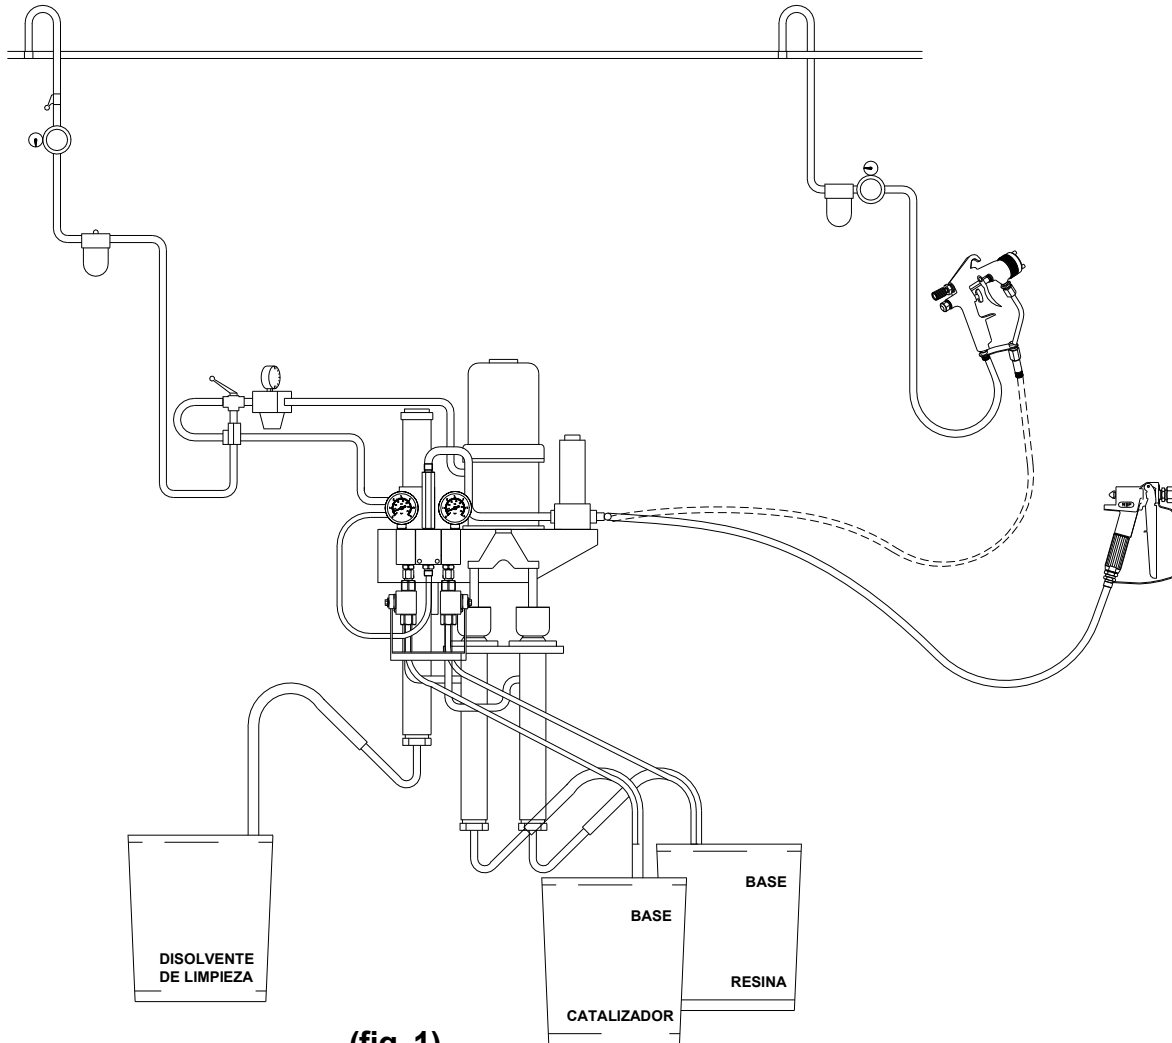 DISOLVENTE
DE LIMPIEZA
BASE
CATALIZADOR
BASE
RESINA
(fig. 1)